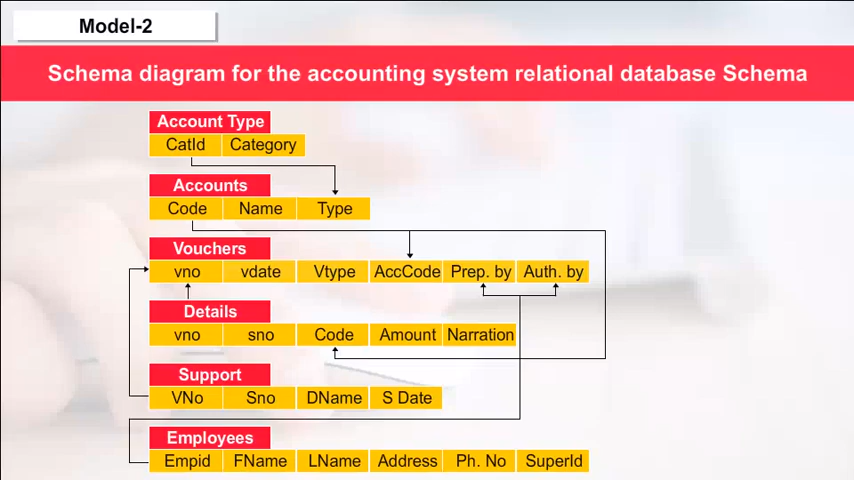 Model-2
Schema diagram for the accounting system relational database Schema
Account Type
CatId Category
Accounts
Code Name Type
Vouchers
vno vdate Vtype AccCode Prep. by Auth. by
Details
vno sno Code Amount Narration
Support
VNo Sno DName S Date
Employees
Empid FName LName Address Ph. No SuperId